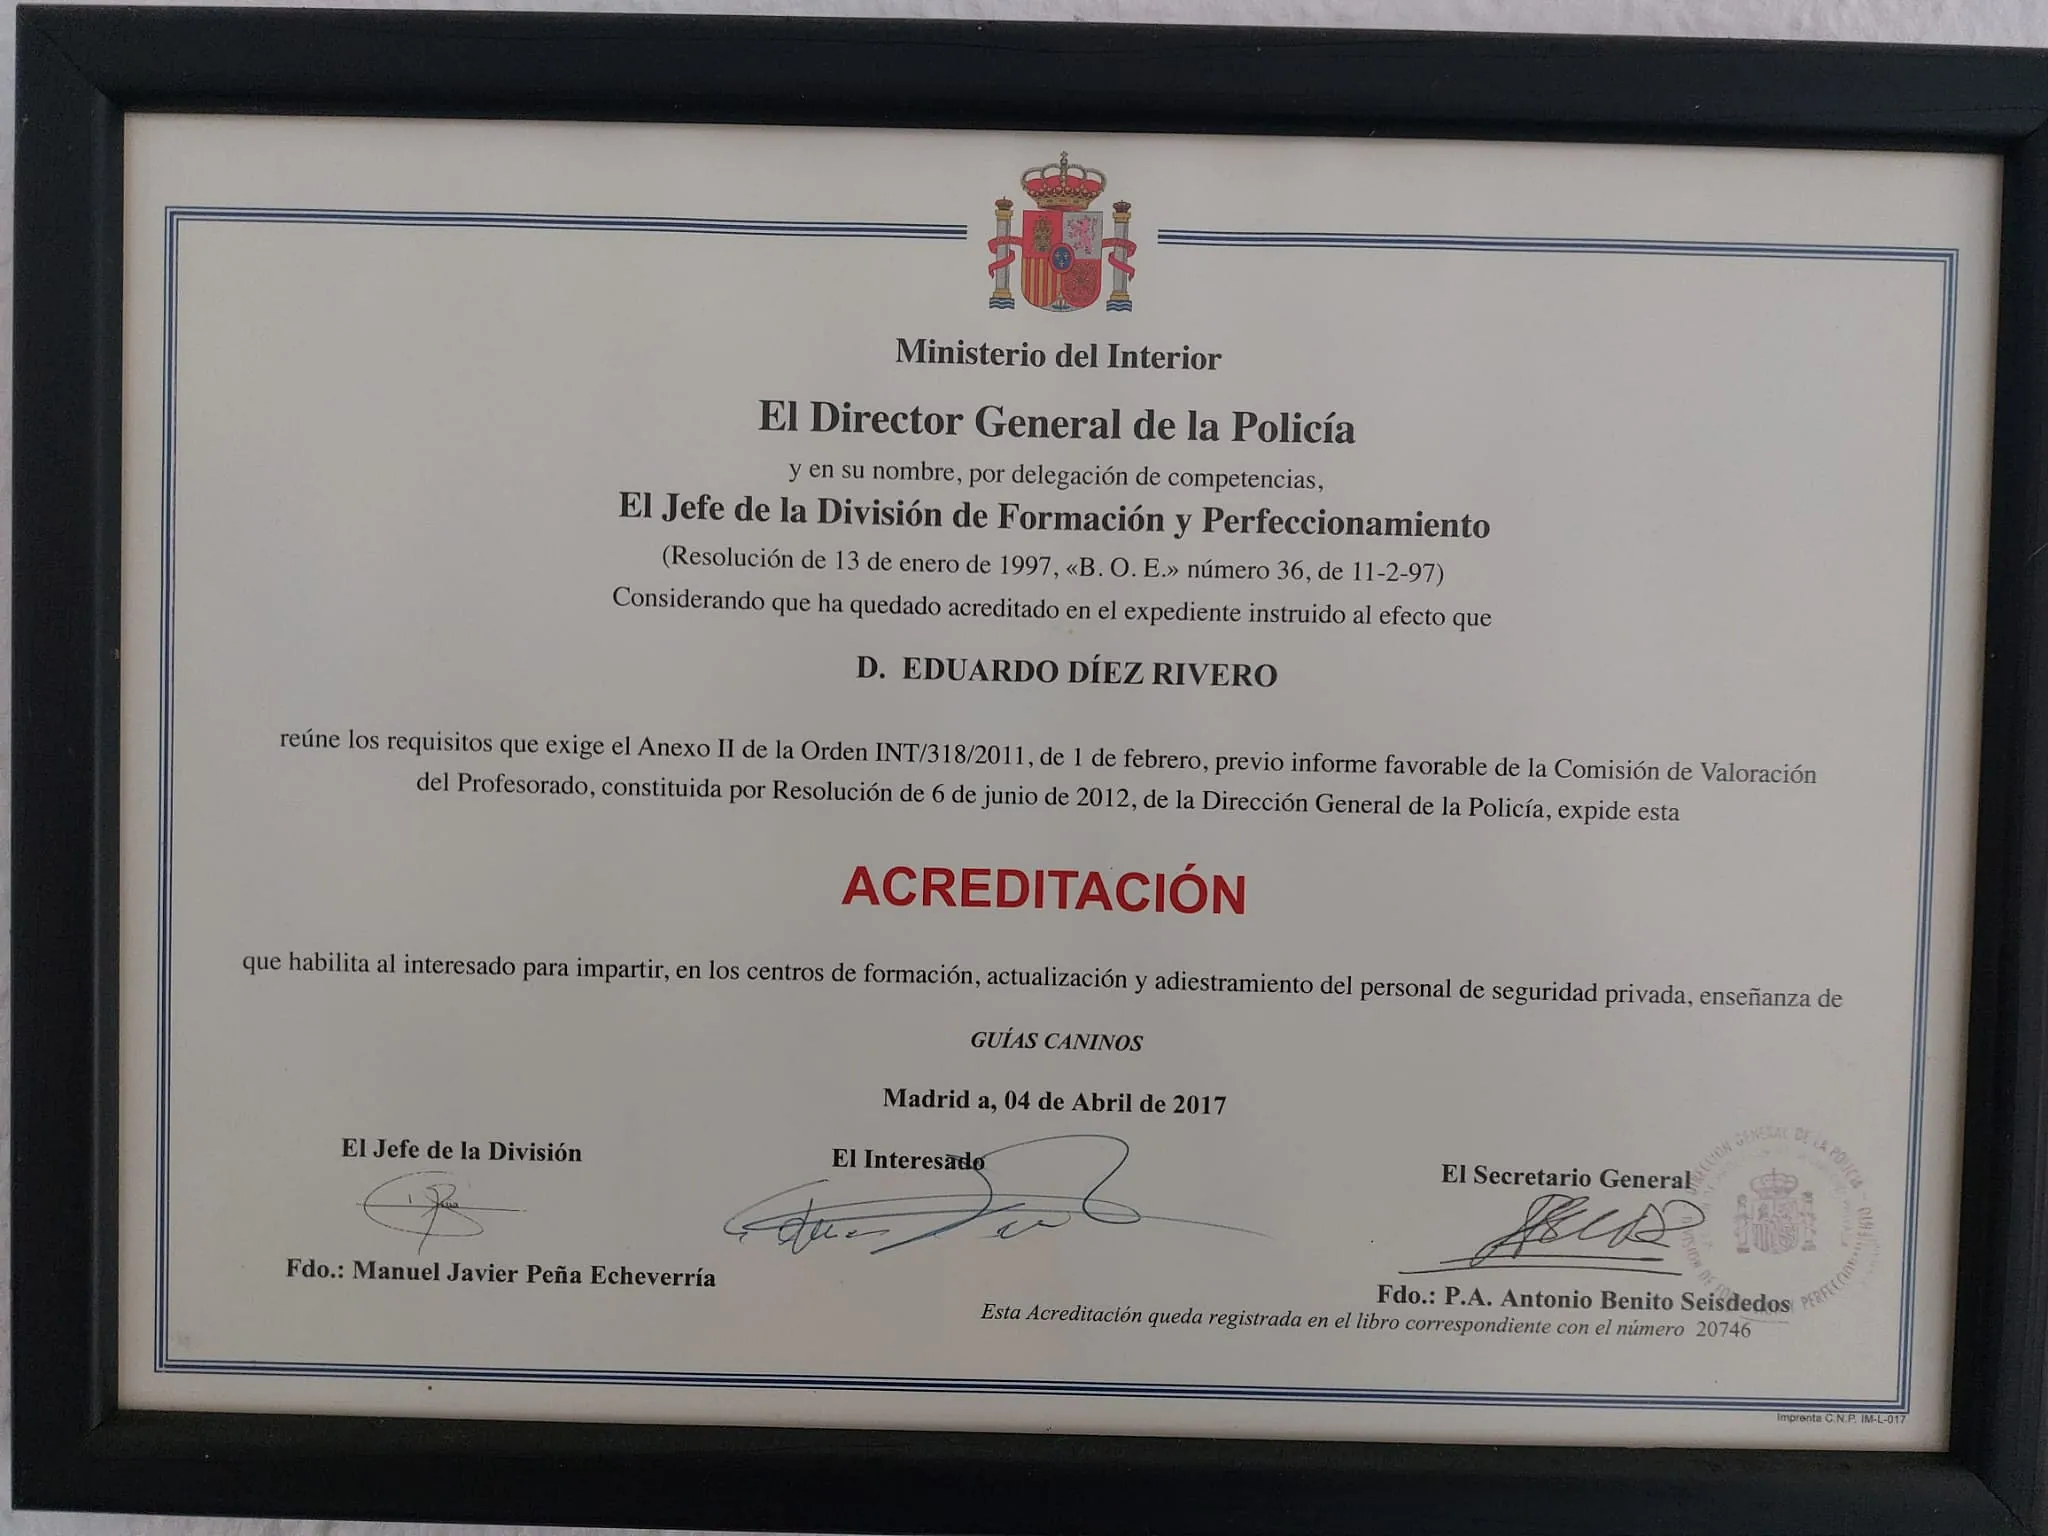 Ministerio del Interior
El Director General de la Policía
y en su nombre, por delegación de competencias,
El Jefe de la División de Formación y Perfeccionamiento
(Resolución de 13 de enero de 1997, «B. O. E.» número 36, de 11-2-97)
Considerando que ha quedado acreditado en el expediente instruido al efecto que
D. EDUARDO DÍEZ RIVERO
reúne los requisitos que exige el Anexo II de la Orden INT/318/2011, de 1 de febrero, previo informe favorable de la Comisión de Valoración
del Profesorado, constituida por Resolución de 6 de junio de 2012, de la Dirección General de la Policía, expide esta
ACREDITACIÓN
que habilita al interesado para impartir, en los centros de formación, actualización y adiestramiento del personal de seguridad privada, enseñanza de
GUÍAS CANINOS
Madrid a, 04 de Abril de 2017
El Jefe de la División
El Interesado
El Secretario General
DIRECCIÓN GENERAL DE LA POLICÍA
Fdo.: Manuel Javier Peña Echeverría
Fdo.: P.A. Antonio Benito Seisdedos
Esta Acreditación queda registrada en el libro correspondiente con el número 20746
Imprenta C.N.P. IM-L-017